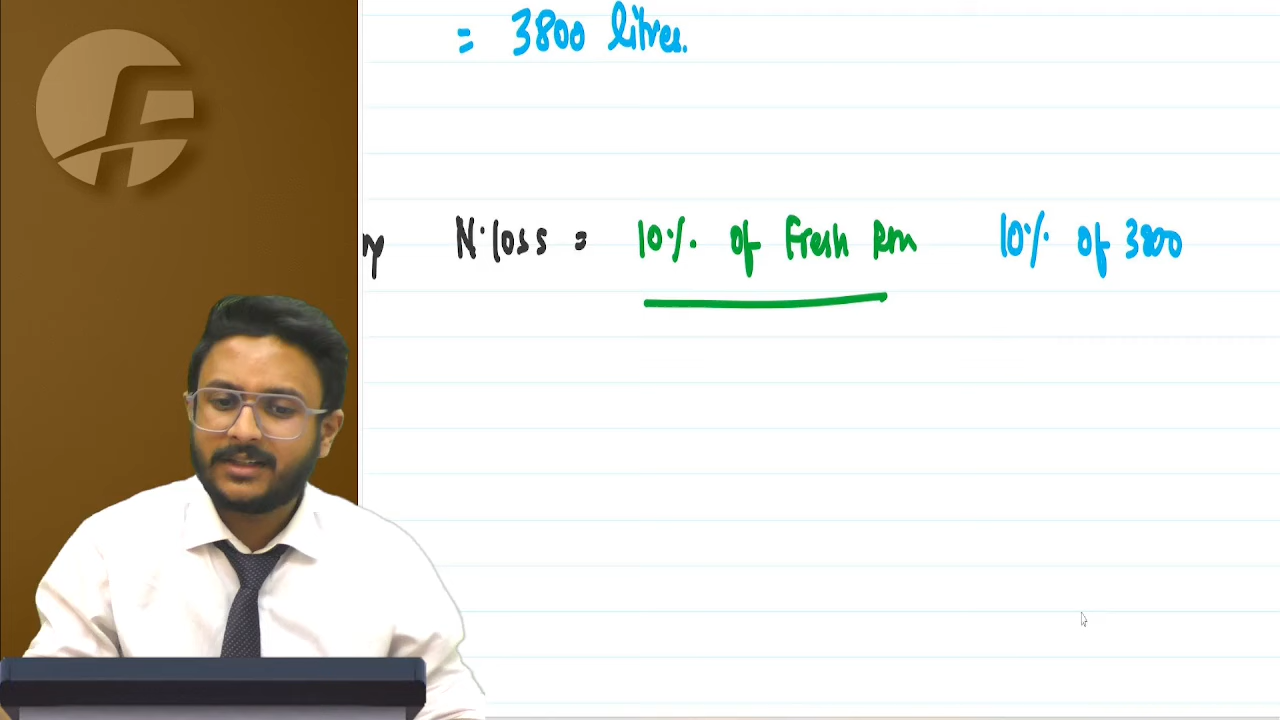 = 3800 litres.
N.loss = 10% of Fresh Rm 10% of 3800